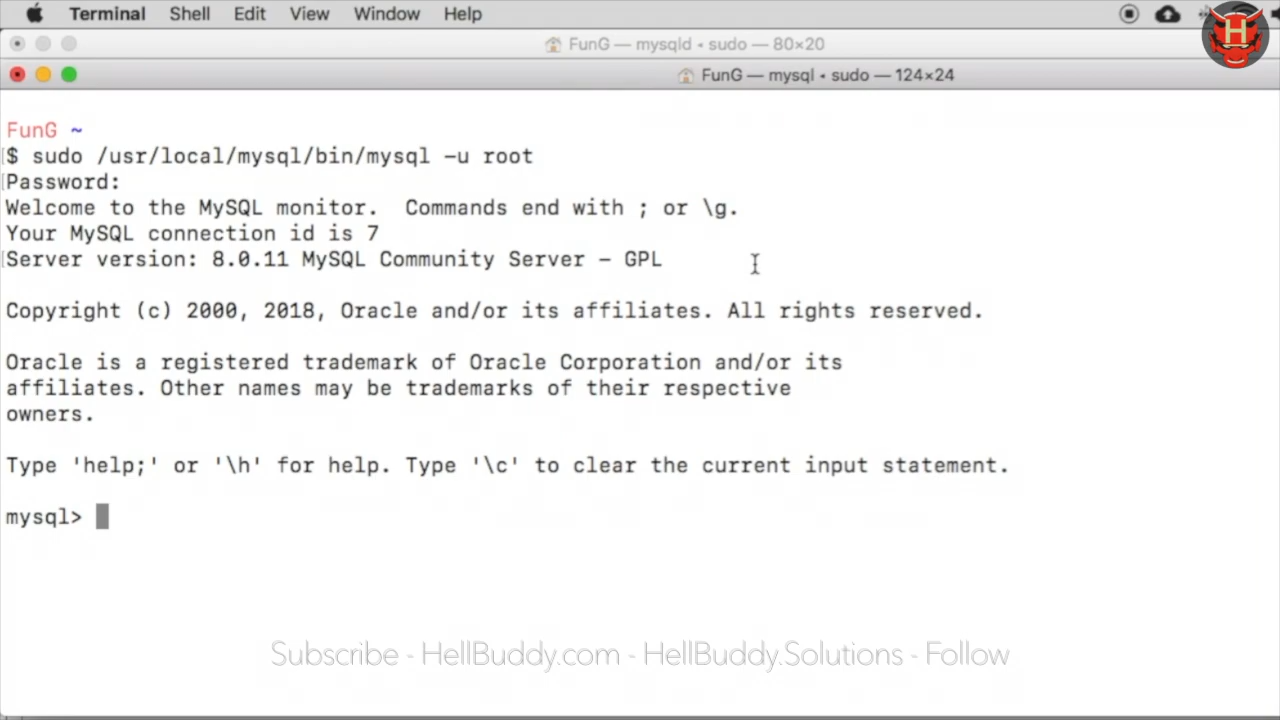 Terminal Shell Edit View Window Help
H
FunG — mysqld • sudo — 80×20
FunG — mysql • sudo — 124×24
FunG ~
$ sudo /usr/local/mysql/bin/mysql -u root
Password:
Welcome to the MySQL monitor.  Commands end with ; or \g.
Your MySQL connection id is 7
Server version: 8.0.11 MySQL Community Server - GPL
Copyright (c) 2000, 2018, Oracle and/or its affiliates. All rights reserved.
Oracle is a registered trademark of Oracle Corporation and/or its
affiliates. Other names may be trademarks of their respective
owners.
Type 'help;' or '\h' for help. Type '\c' to clear the current input statement.
mysql>
Subscribe - HellBuddy.com - HellBuddy.Solutions - Follow